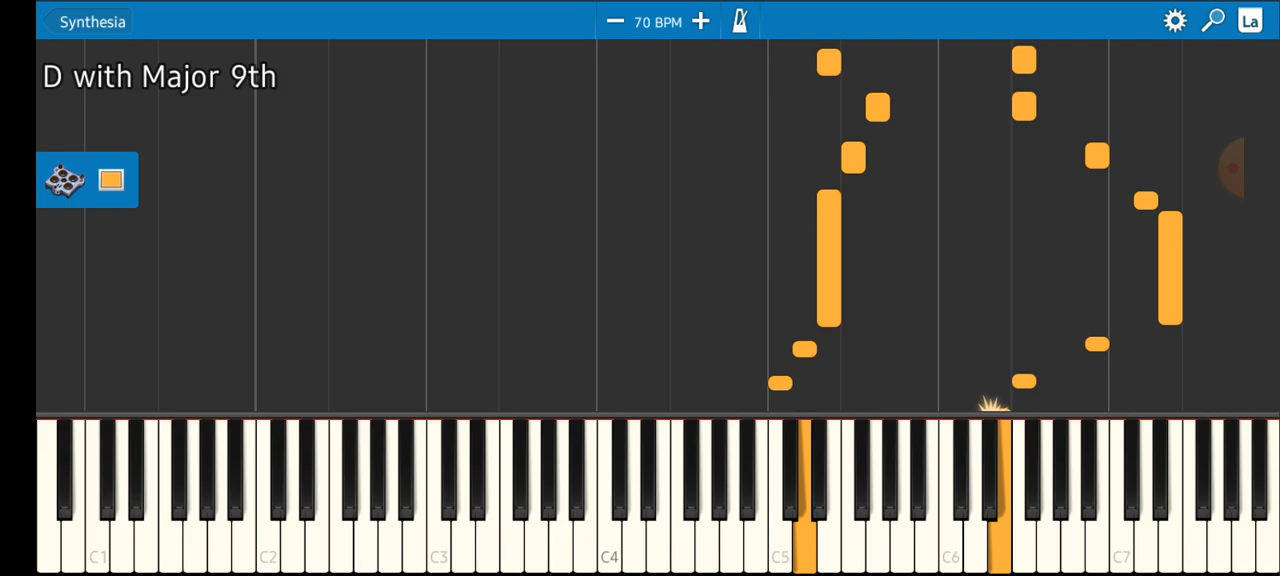 Synthesia
70 BPM
La
D with Major 9th
C1 C2 C3 C4 C5 C6 C7